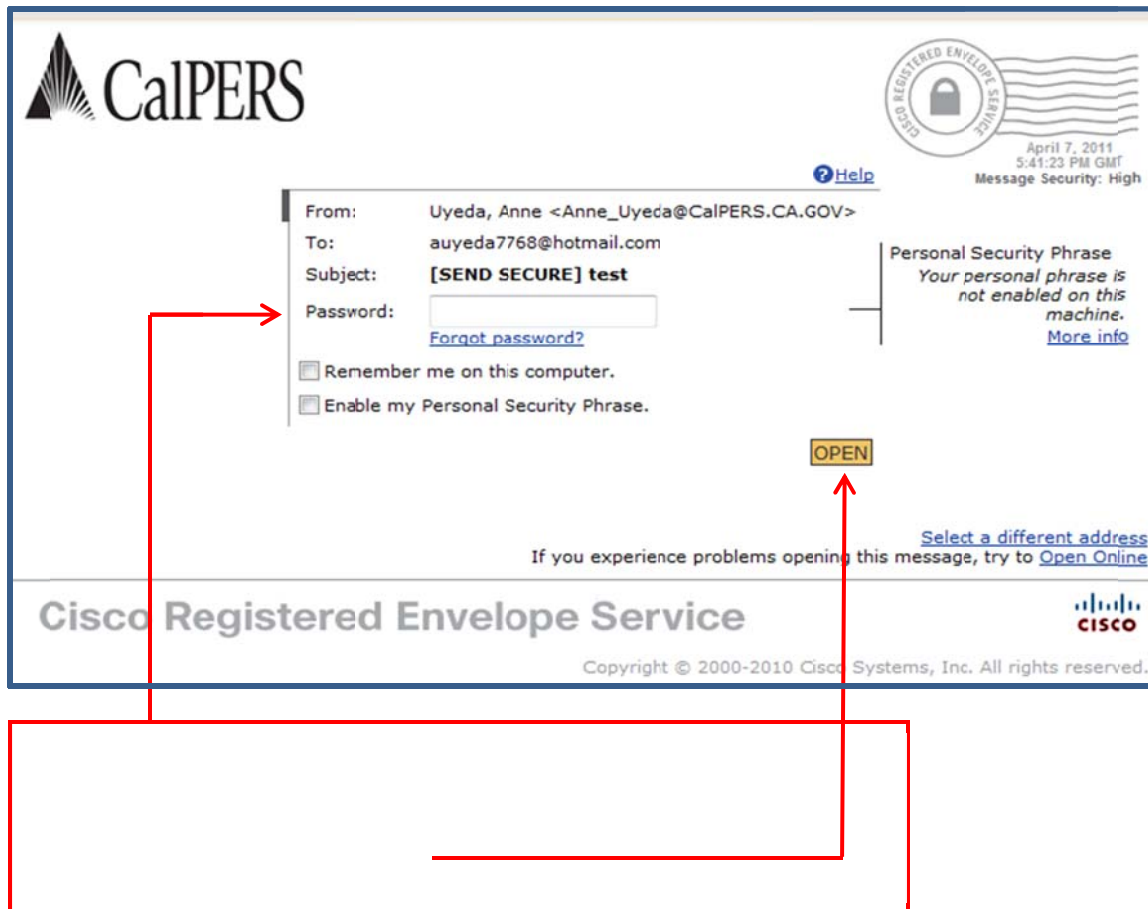 CalPERS
CISCO REGISTERED ENVELOPE SERVICE
April 7, 2011
5:41:23 PM GMT
Message Security: High
?Help
From: Uyeda, Anne <Anne_Uyeda@CalPERS.CA.GOV>
To: auyeda7768@hotmail.com
Subject: [SEND SECURE] test
Password:
Forgot password?
Remember me on this computer.
Enable my Personal Security Phrase.
Personal Security Phrase
Your personal phrase is
not enabled on this
machine.
More info
OPEN
Select a different address
If you experience problems opening this message, try to Open Online
Cisco Registered Envelope Service
CISCO
Copyright © 2000-2010 Cisco Systems, Inc. All rights reserved.